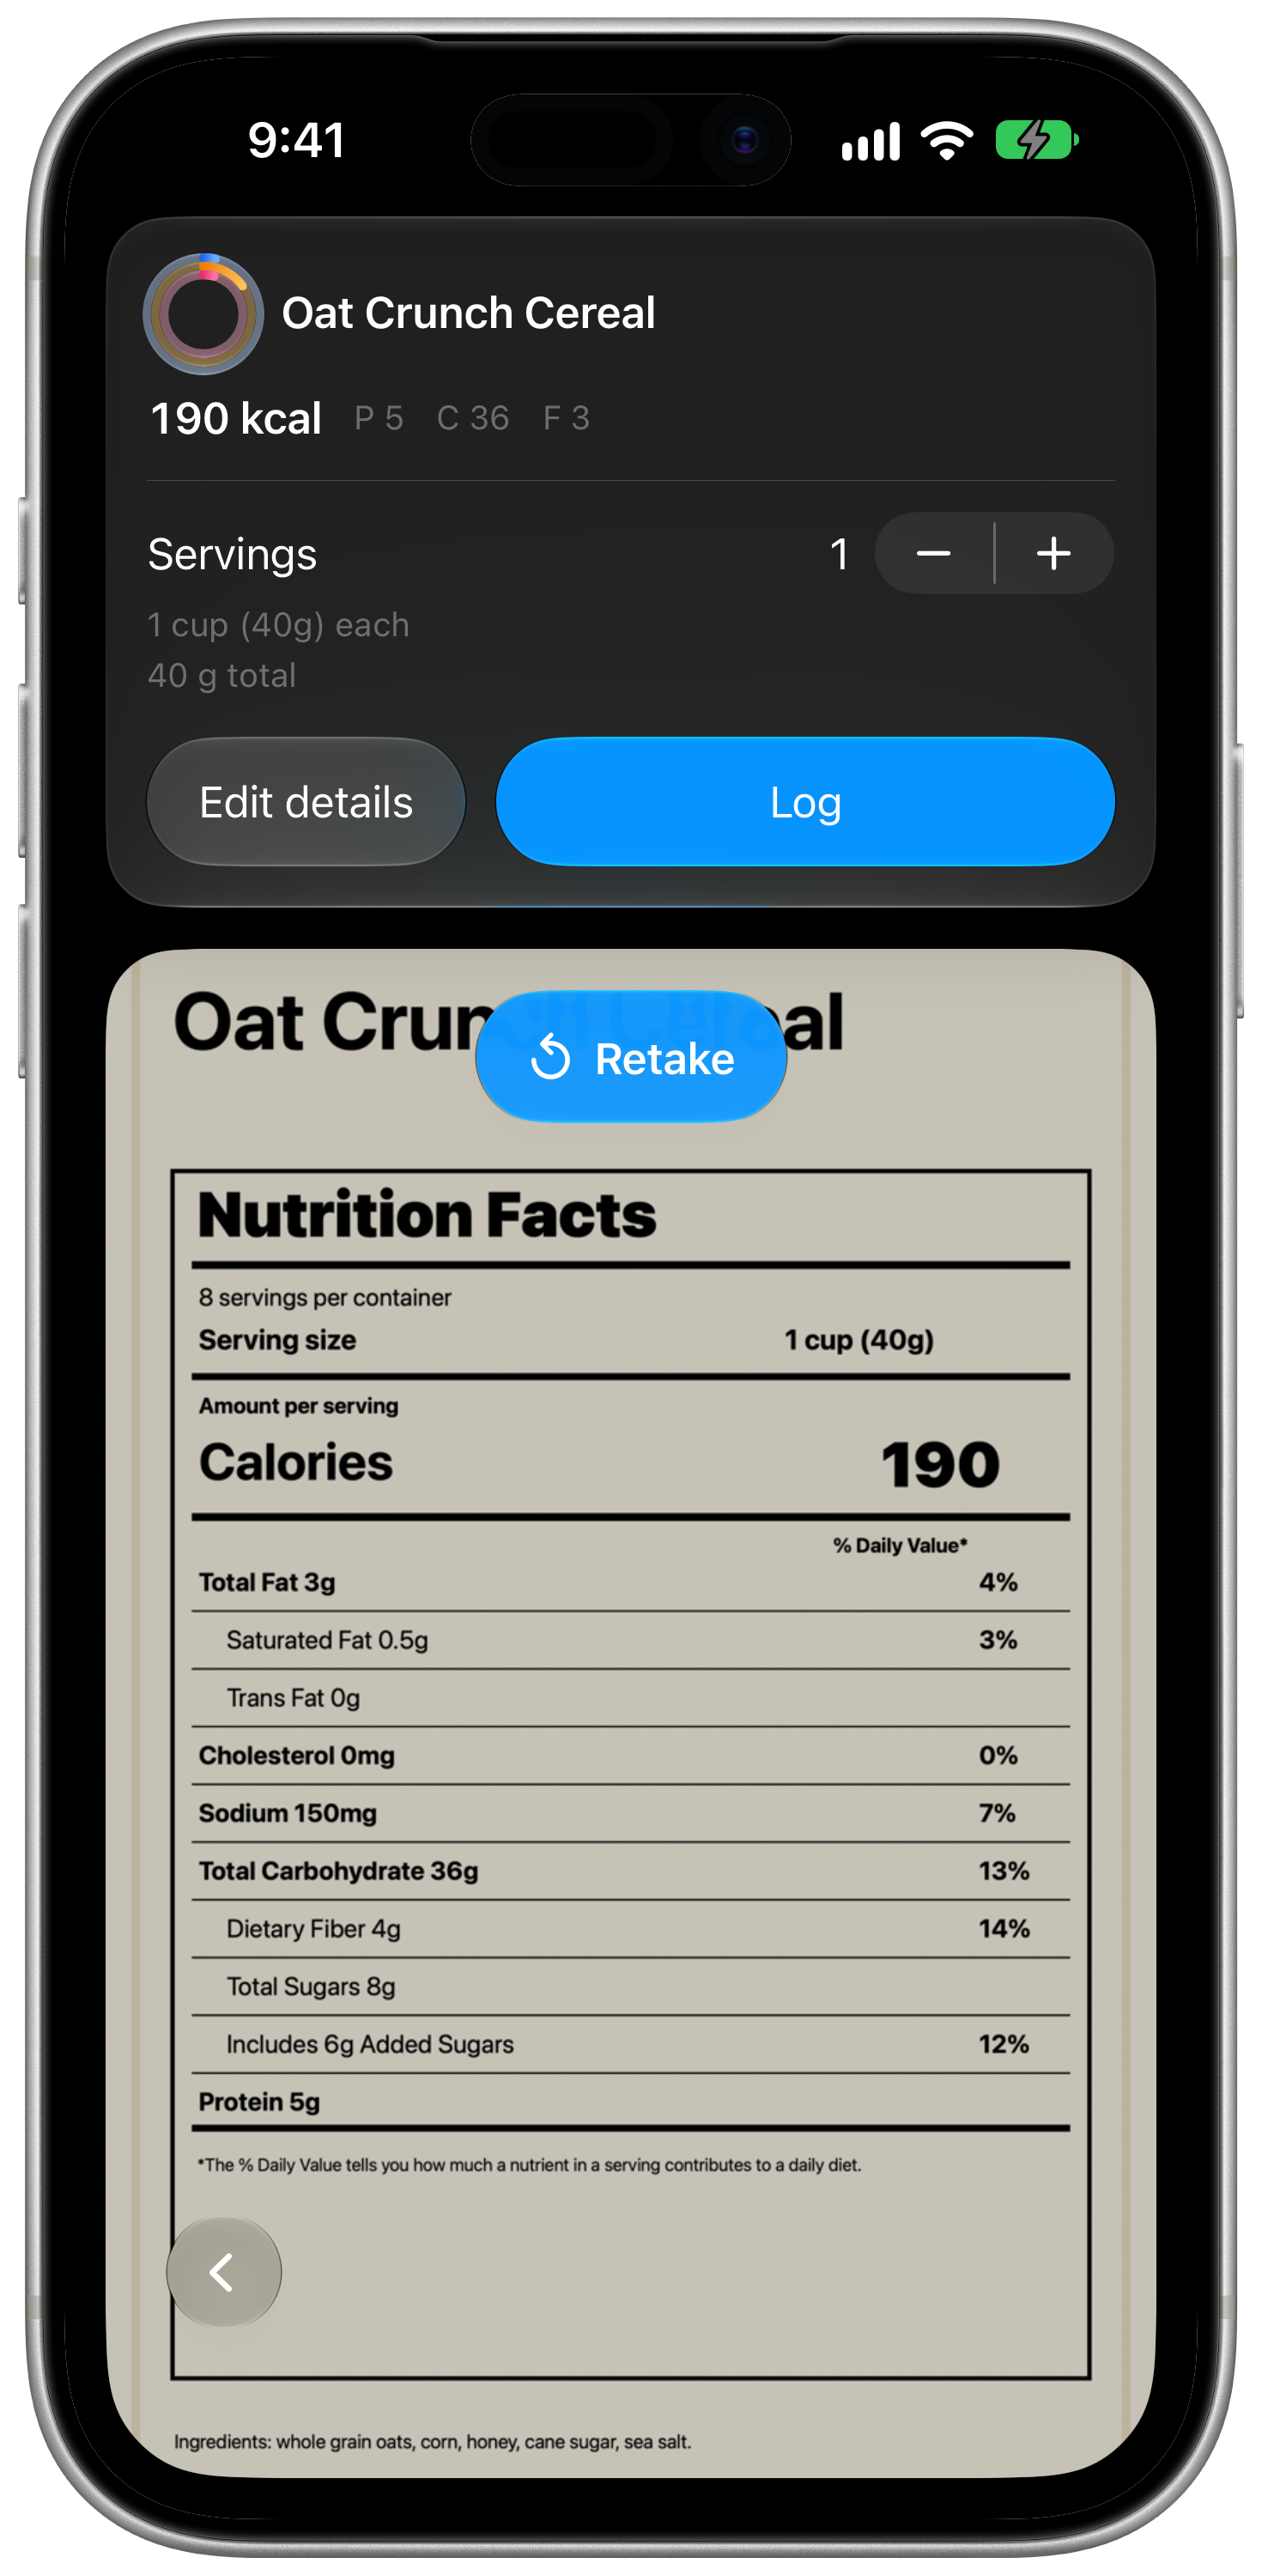 9:41
Oat Crunch Cereal
190 kcal P 5 C 36 F 3
Servings 1
1 cup (40g) each
40 g total
Edit details Log
Oat Crun al
Retake
Nutrition Facts
8 servings per container
Serving size 1 cup (40g)
Amount per serving
Calories 190
% Daily Value*
Total Fat 3g 4%
Saturated Fat 0.5g 3%
Trans Fat 0g
Cholesterol 0mg 0%
Sodium 150mg 7%
Total Carbohydrate 36g 13%
Dietary Fiber 4g 14%
Total Sugars 8g
Includes 6g Added Sugars 12%
Protein 5g
*The % Daily Value tells you how much a nutrient in a serving contributes to a daily diet.
Ingredients: whole grain oats, corn, honey, cane sugar, sea salt.